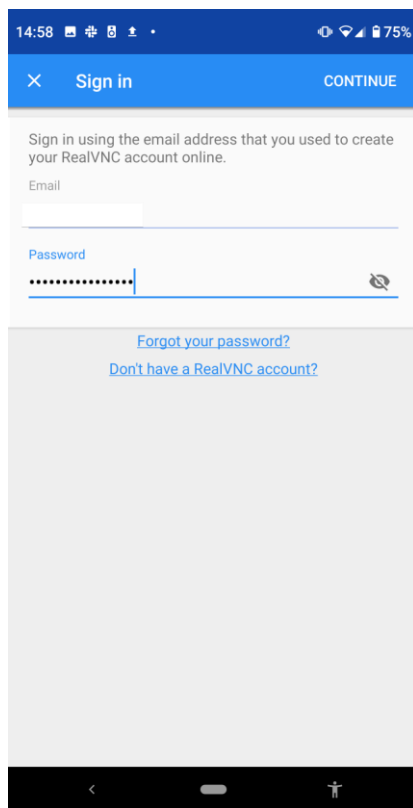 14:58 75%
Sign in CONTINUE
Sign in using the email address that you used to create
your RealVNC account online.
Email
Password
••••••••••••••••
Forgot your password?
Don't have a RealVNC account?